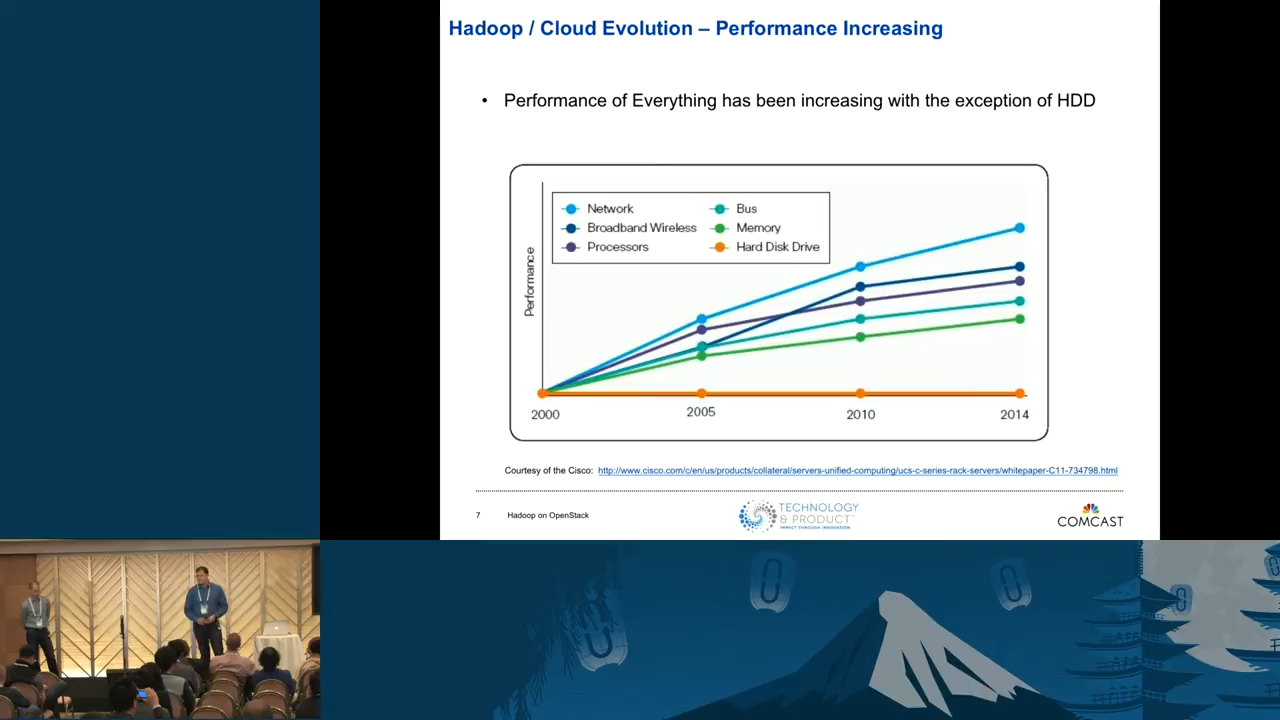 Hadoop / Cloud Evolution – Performance Increasing
• Performance of Everything has been increasing with the exception of HDD
Network
Bus
Broadband Wireless
Memory
Processors
Hard Disk Drive
Performance
2000
2005
2010
2014
Courtesy of the Cisco: http://www.cisco.com/c/en/us/products/collateral/servers-unified-computing/ucs-c-series-rack-servers/whitepaper-C11-734798.html
7
Hadoop on OpenStack
TECHNOLOGY
& PRODUCT
IMPACT THROUGH INNOVATION
COMCAST